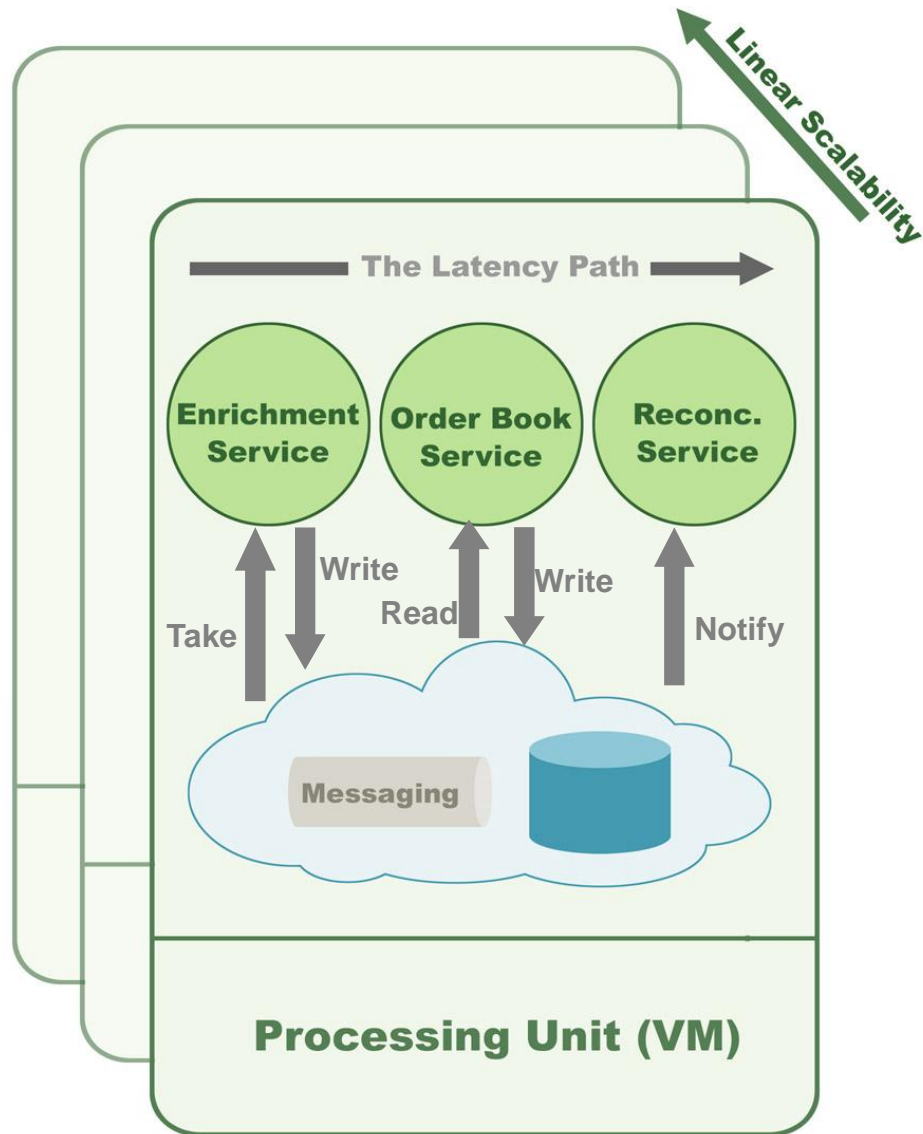 Linear Scalability
The Latency Path
Enrichment
Service
Order Book
Service
Reconc.
Service
Take
Write
Read
Write
Notify
Messaging
Processing Unit (VM)